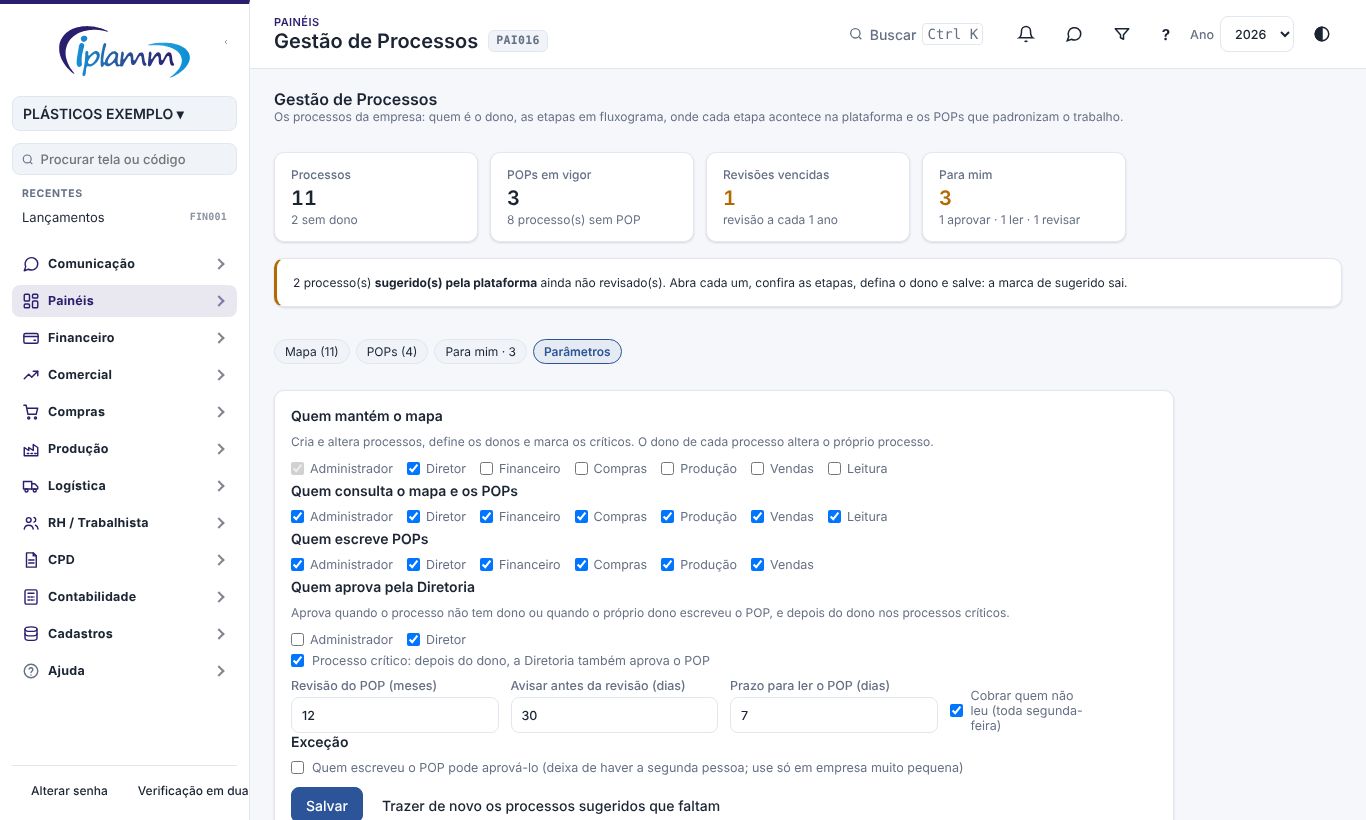 iplamm
PLÁSTICOS EXEMPLO ▾
Procurar tela ou código
RECENTES
Lançamentos FIN001
Comunicação
Painéis
Financeiro
Comercial
Compras
Produção
Logística
RH / Trabalhista
CPD
Contabilidade
Cadastros
Ajuda
Alterar senha Verificação em dua
PAINÉIS
Gestão de Processos PAI016
Buscar Ctrl K ? Ano 2026
Gestão de Processos
Os processos da empresa: quem é o dono, as etapas em fluxograma, onde cada etapa acontece na plataforma e os POPs que padronizam o trabalho.
Processos
11
2 sem dono
POPs em vigor
3
8 processo(s) sem POP
Revisões vencidas
1
revisão a cada 1 ano
Para mim
3
1 aprovar · 1 ler · 1 revisar
2 processo(s) sugerido(s) pela plataforma ainda não revisado(s). Abra cada um, confira as etapas, defina o dono e salve: a marca de sugerido sai.
Mapa (11) POPs (4) Para mim · 3 Parâmetros
Quem mantém o mapa
Cria e altera processos, define os donos e marca os críticos. O dono de cada processo altera o próprio processo.
Administrador Diretor Financeiro Compras Produção Vendas Leitura
Quem consulta o mapa e os POPs
Administrador Diretor Financeiro Compras Produção Vendas Leitura
Quem escreve POPs
Administrador Diretor Financeiro Compras Produção Vendas
Quem aprova pela Diretoria
Aprova quando o processo não tem dono ou quando o próprio dono escreveu o POP, e depois do dono nos processos críticos.
Administrador Diretor
Processo crítico: depois do dono, a Diretoria também aprova o POP
Revisão do POP (meses) Avisar antes da revisão (dias) Prazo para ler o POP (dias)
12 30 7
Cobrar quem não
leu (toda segunda-
feira)
Exceção
Quem escreveu o POP pode aprová-lo (deixa de haver a segunda pessoa; use só em empresa muito pequena)
Salvar Trazer de novo os processos sugeridos que faltam